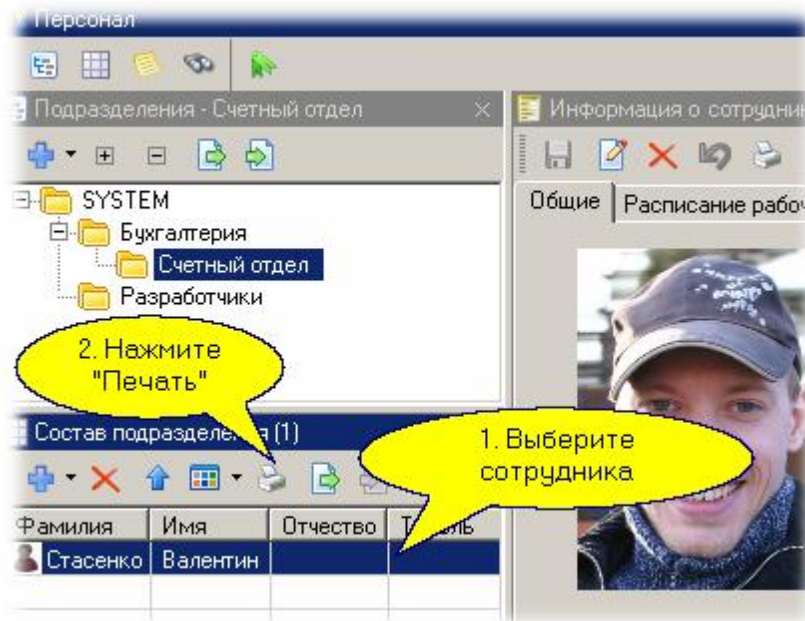 Персонал
Подразделения - Счетный отдел
SYSTEM
Бухгалтерия
Счетный отдел
Разработчики
2. Нажмите
"Печать"
Состав подразделения (1)
Фамилия Имя Отчество
Стасенко Валентин
1. Выберите
сотрудника
Информация о сотрудни
Общие Расписание рабоч